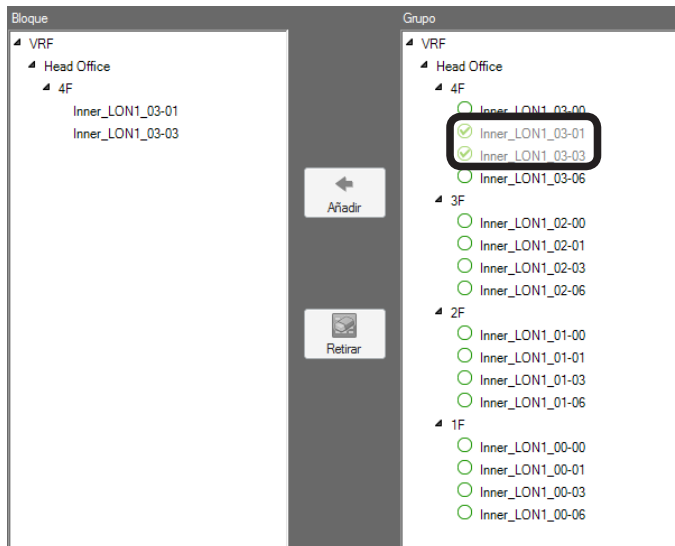 Bloque
VRF
Head Office
4F
Inner_LON1_03-01
Inner_LON1_03-03
Añadir
Retirar
Grupo
VRF
Head Office
4F
Inner_LON1_03-00
Inner_LON1_03-01
Inner_LON1_03-03
Inner_LON1_03-06
3F
Inner_LON1_02-00
Inner_LON1_02-01
Inner_LON1_02-03
Inner_LON1_02-06
2F
Inner_LON1_01-00
Inner_LON1_01-01
Inner_LON1_01-03
Inner_LON1_01-06
1F
Inner_LON1_00-00
Inner_LON1_00-01
Inner_LON1_00-03
Inner_LON1_00-06